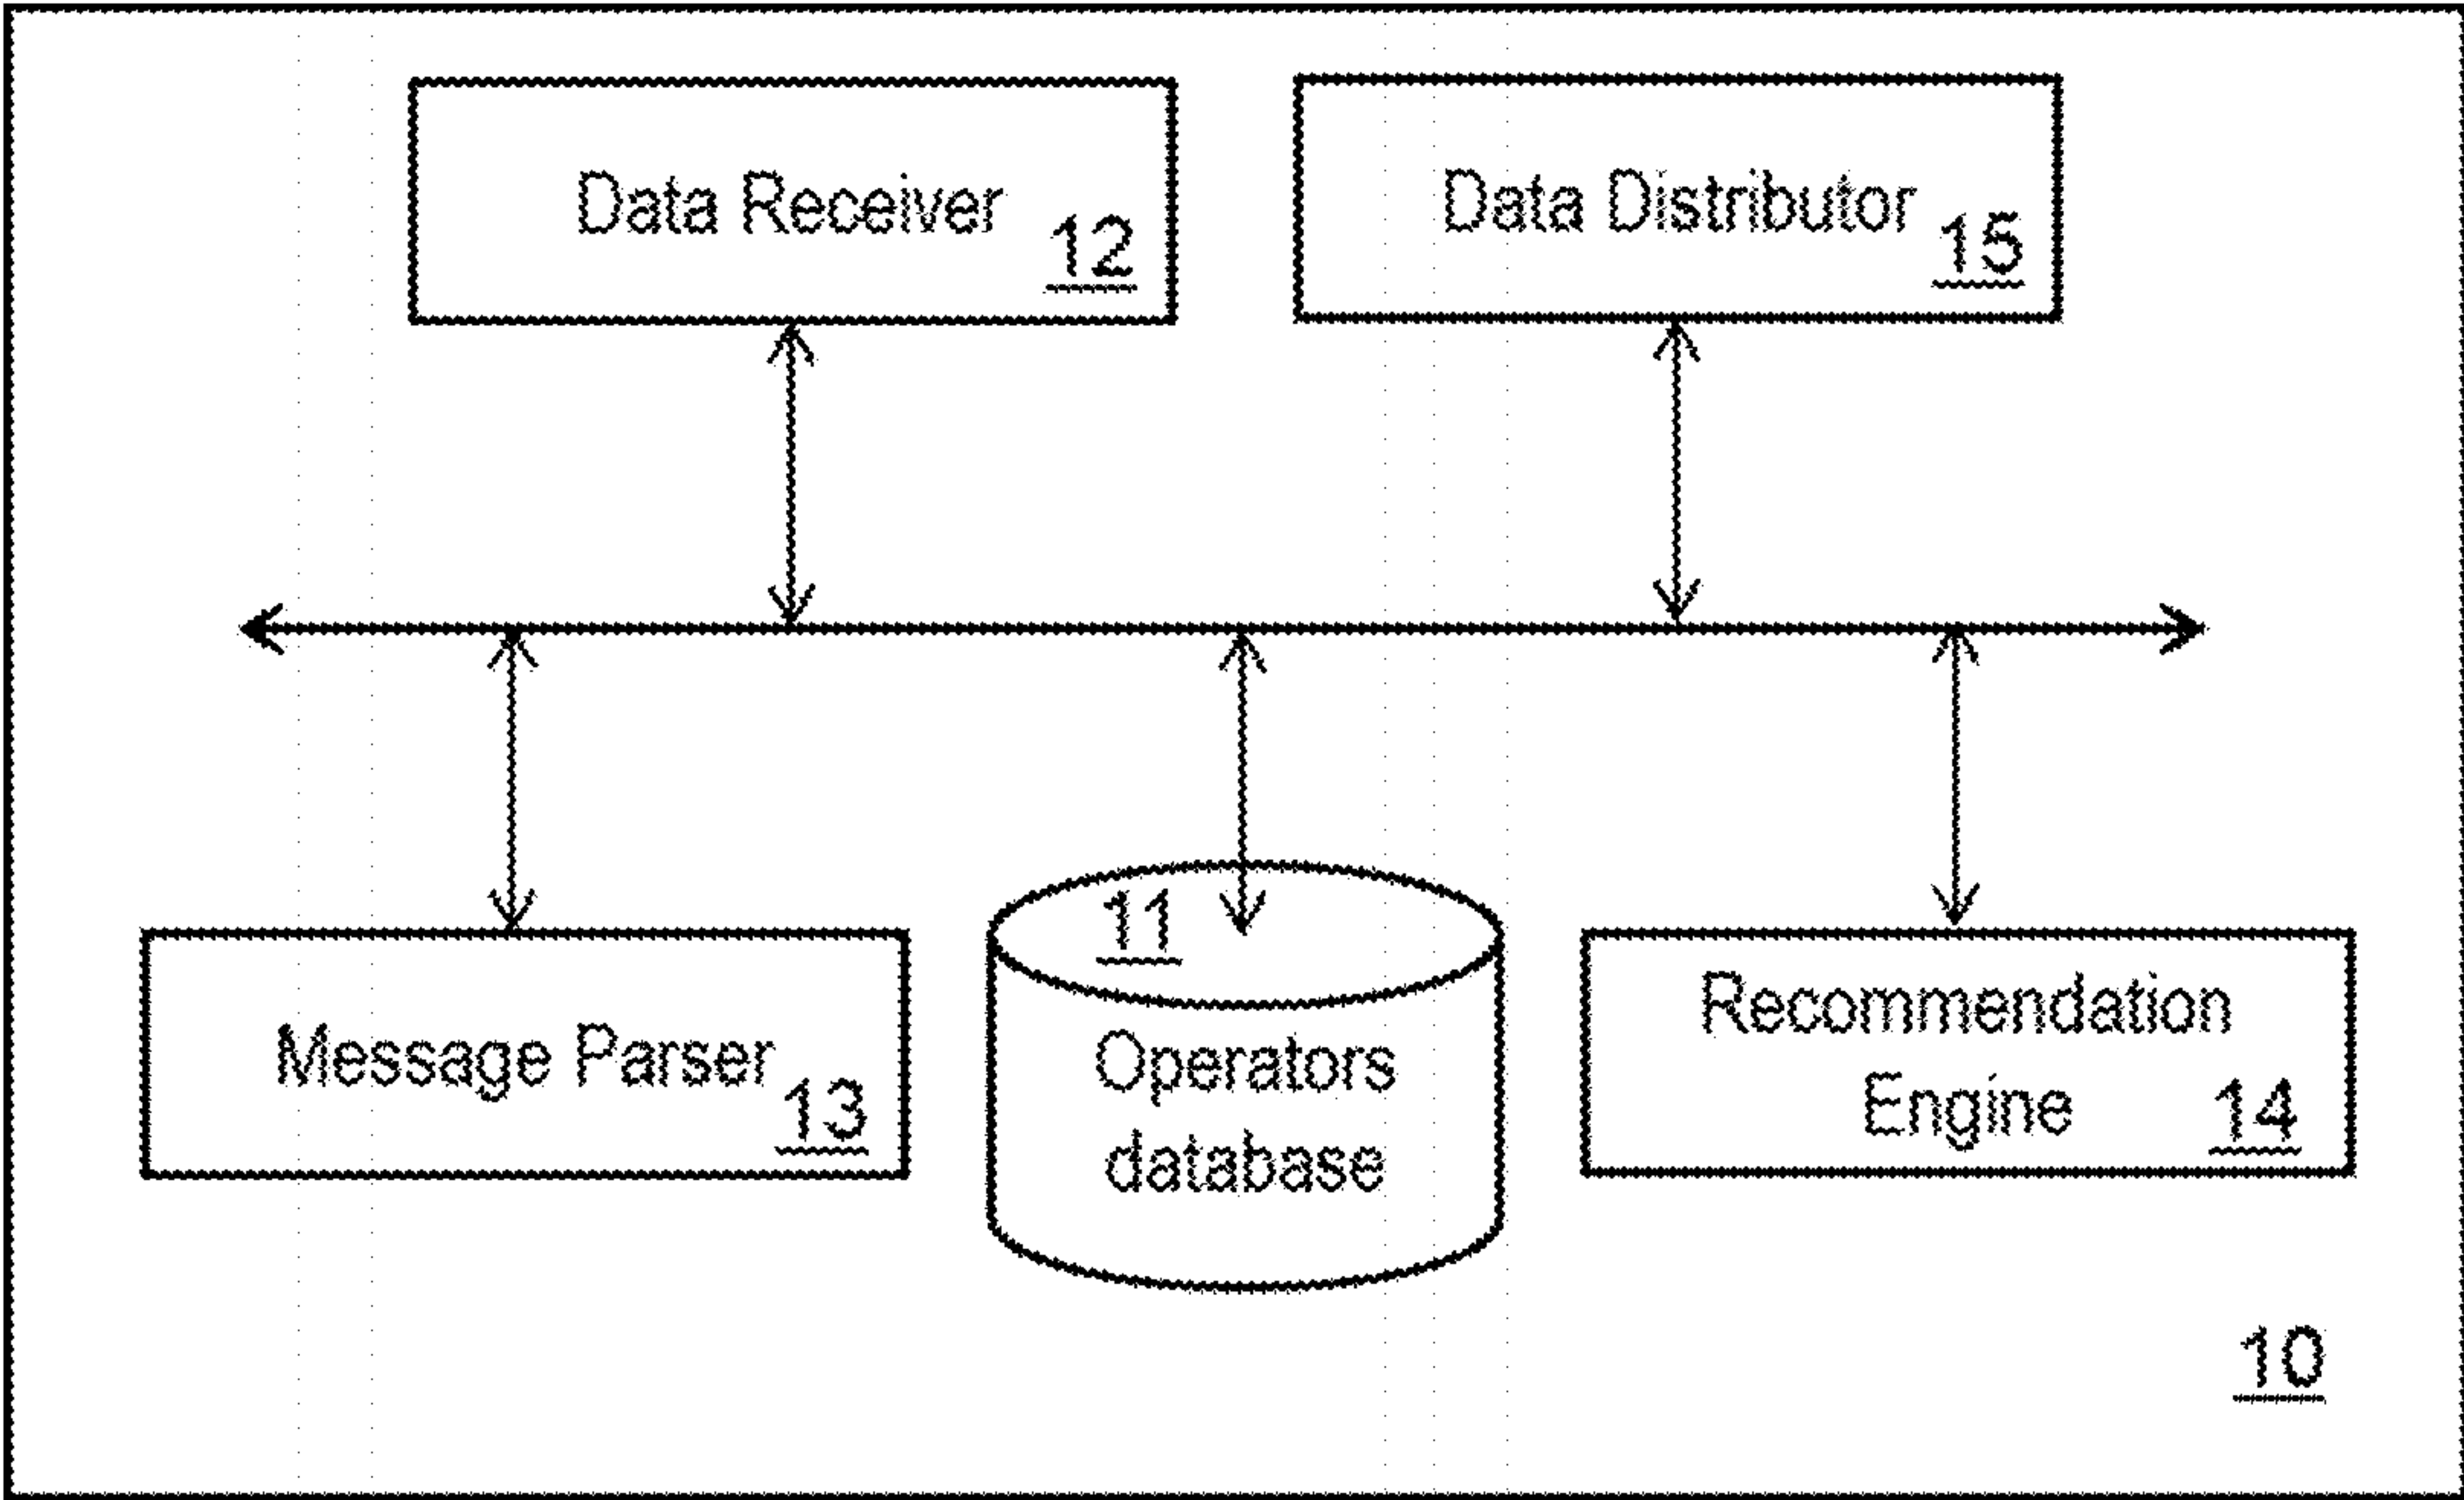 Data Receiver
12
Data Distributor
15
Message Parser
13
11
Operators
database
Recommendation
Engine
14
10